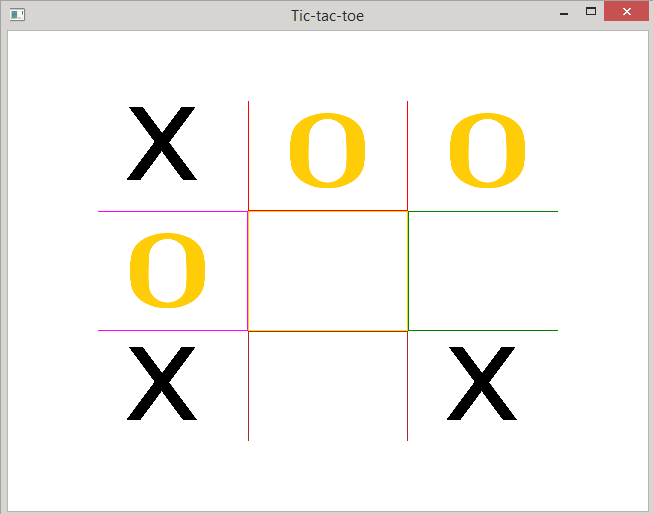 Tic-tac-toe
X O O
O
X X